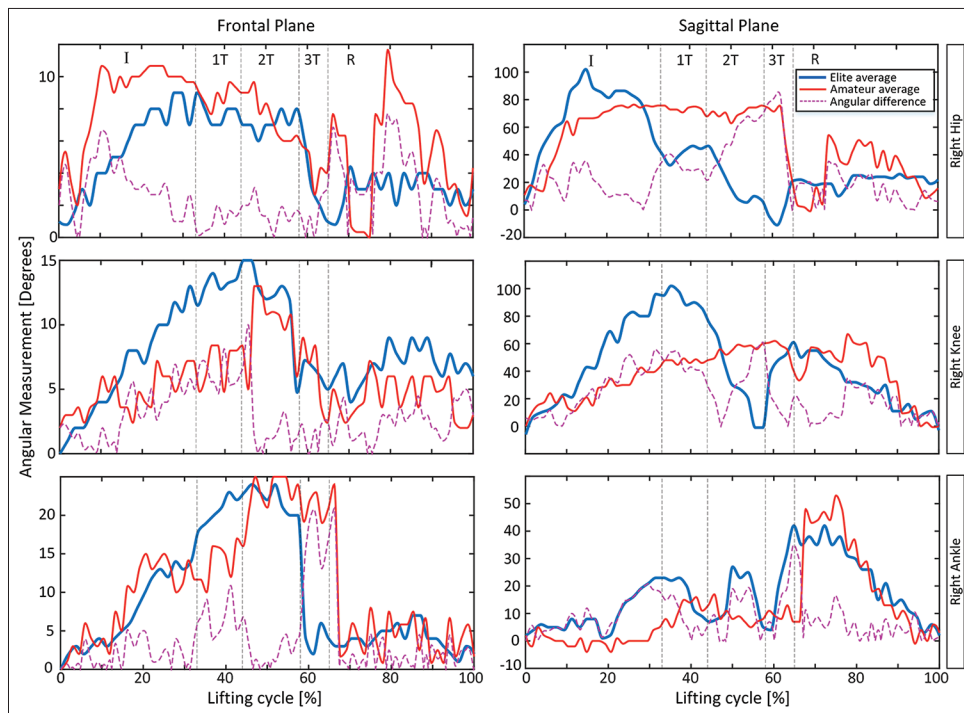 Frontal Plane
Sagittal Plane
I 1T 2T 3T R
I 1T 2T 3T R
Elite average
Amateur average
Angular difference
10
0
100
80
60
40
20
0
-20
Right Hip
Angular Measurement [Degrees]
15
10
5
0
100
80
60
40
20
0
Right Knee
20
15
10
5
0
50
40
30
20
10
0
-10
Right Ankle
0 20 40 60 80 100
0 20 40 60 80 100
Lifting cycle [%]
Lifting cycle [%]